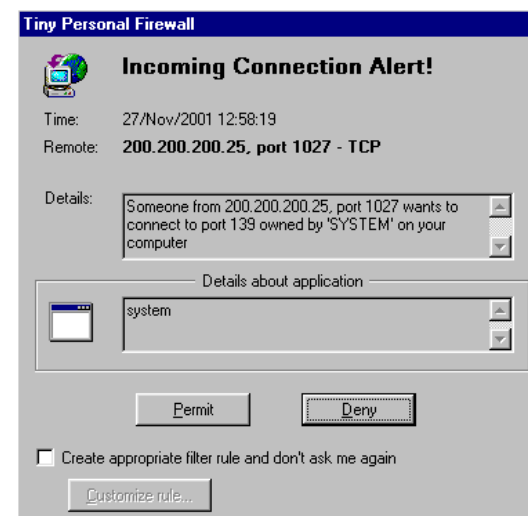 Tiny Personal Firewall
Incoming Connection Alert!
Time: 27/Nov/2001 12:58:19
Remote: 200.200.200.25, port 1027 - TCP
Details: Someone from 200.200.200.25, port 1027 wants to
connect to port 139 owned by 'SYSTEM' on your
computer
Details about application
system
Permit Deny
Create appropriate filter rule and don't ask me again
Customize rule...